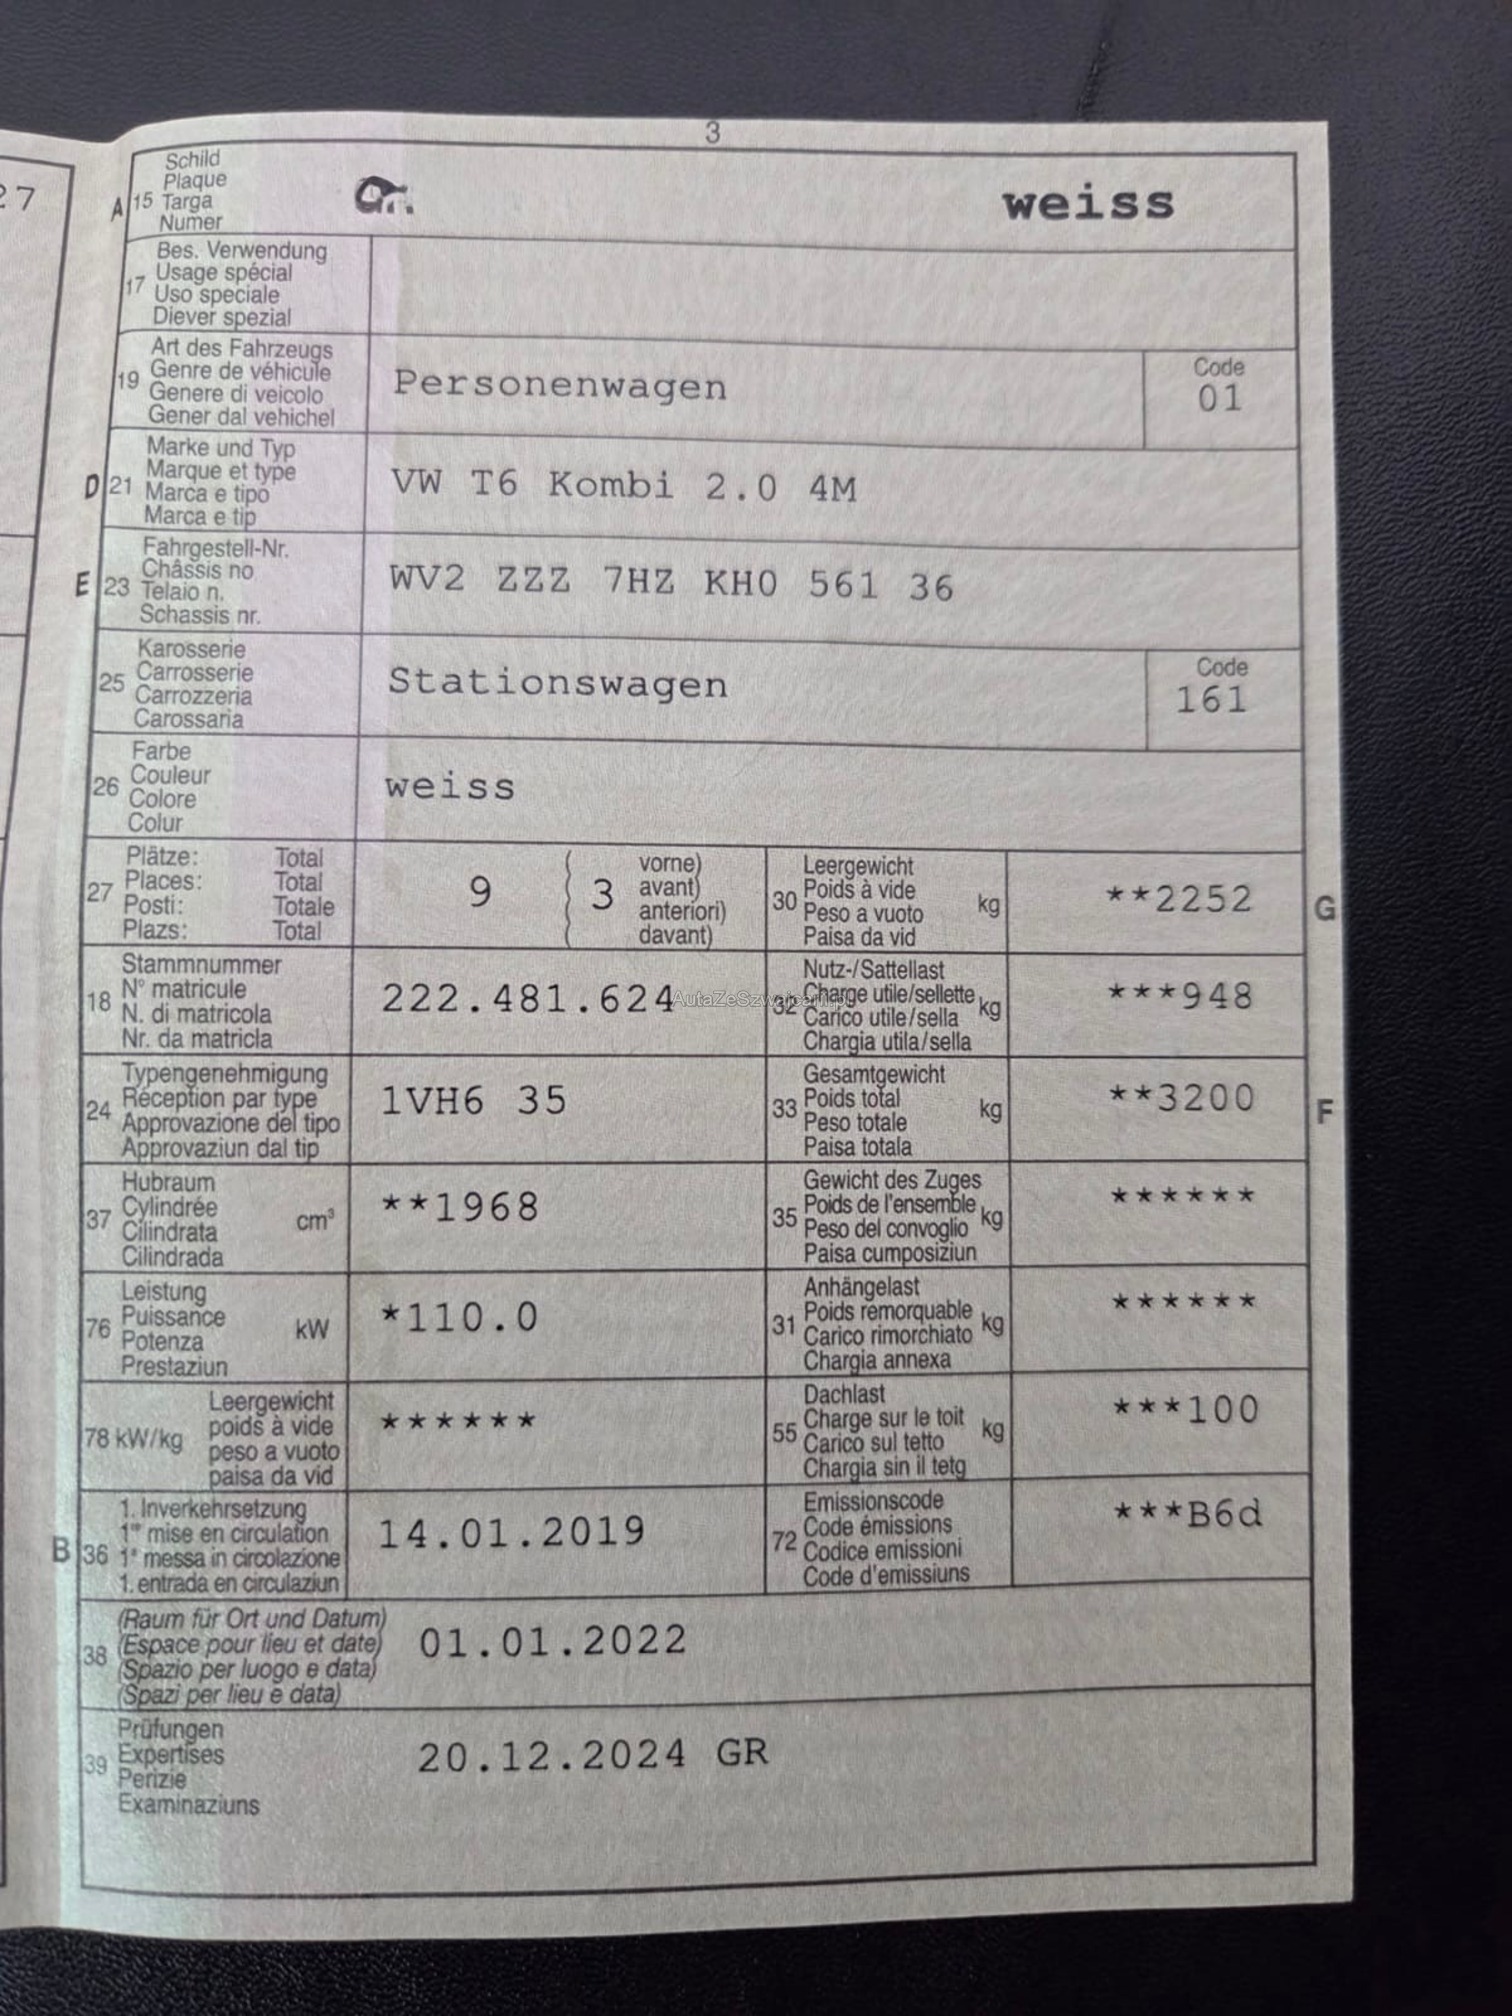 3
27
A 15 Schild
Plaque
Targa
Numer
weiss
17 Bes. Verwendung
Usage spécial
Uso speciale
Diever spezial
19 Art des Fahrzeugs
Genre de véhicule
Genere di veicolo
Gener dal vehichel
Personenwagen
Code
01
D 21 Marke und Typ
Marque et type
Marca e tipo
Marca e tip
VW T6 Kombi 2.0 4M
E 23 Fahrgestell-Nr.
Châssis no
Telaio n.
Schassis nr.
WV2 ZZZ 7HZ KH0 561 36
25 Karosserie
Carrosserie
Carrozzeria
Carossaria
Stationswagen
Code
161
26 Farbe
Couleur
Colore
Colur
weiss
27 Plätze: Total
Places: Total
Posti: Totale
Plazs: Total
9 ( 3 vorne)
avant)
anteriori)
davant)
30 Leergewicht
Poids à vide
Peso a vuoto
Paisa da vid
kg
**2252
G
18 Stammnummer
N° matricule
N. di matricola
Nr. da matricla
222.481.624
32 Nutz-/Sattellast
Charge utile/sellette
Carico utile/sella
Chargia utila/sella
kg
***948
24 Typengenehmigung
Réception par type
Approvazione del tipo
Approvaziun dal tip
1VH6 35
33 Gesamtgewicht
Poids total
Peso totale
Paisa totala
kg
**3200
F
37 Hubraum
Cylindrée
Cilindrata
Cilindrada
cm³
**1968
35 Gewicht des Zuges
Poids de l'ensemble
Peso del convoglio
Paisa cumposiziun
kg
******
76 Leistung
Puissance
Potenza
Prestaziun
kW
*110.0
31 Anhängelast
Poids remorquable
Carico rimorchiato
Chargia annexa
kg
******
78 kW/kg Leergewicht
poids à vide
peso a vuoto
paisa da vid
******
55 Dachlast
Charge sur le toit
Carico sul tetto
Chargia sin il tetg
kg
***100
B 36 1. Inverkehrsetzung
1re mise en circulation
1a messa in circolazione
1. entrada en circulaziun
14.01.2019
72 Emissionscode
Code émissions
Codice emissioni
Code d'emissiuns
***B6d
38 (Raum für Ort und Datum)
(Espace pour lieu et date)
(Spazio per luogo e data)
(Spazi per lieu e data)
01.01.2022
39 Prüfungen
Expertises
Perizie
Examinaziuns
20.12.2024 GR